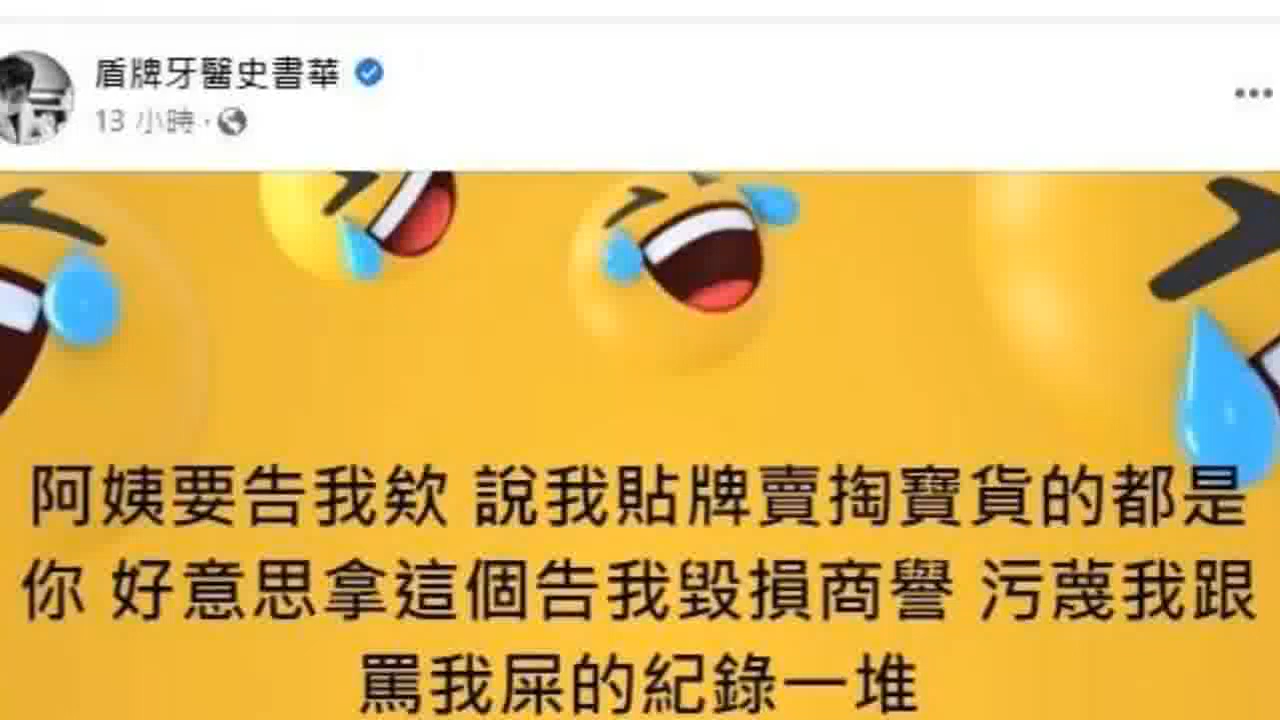 盾牌牙醫史書華
13 小時·
阿姨要告我欸 說我貼牌賣掏寶貨的都是
你 好意思拿這個告我毀損商譽 污蔑我跟
罵我屎的紀錄一堆